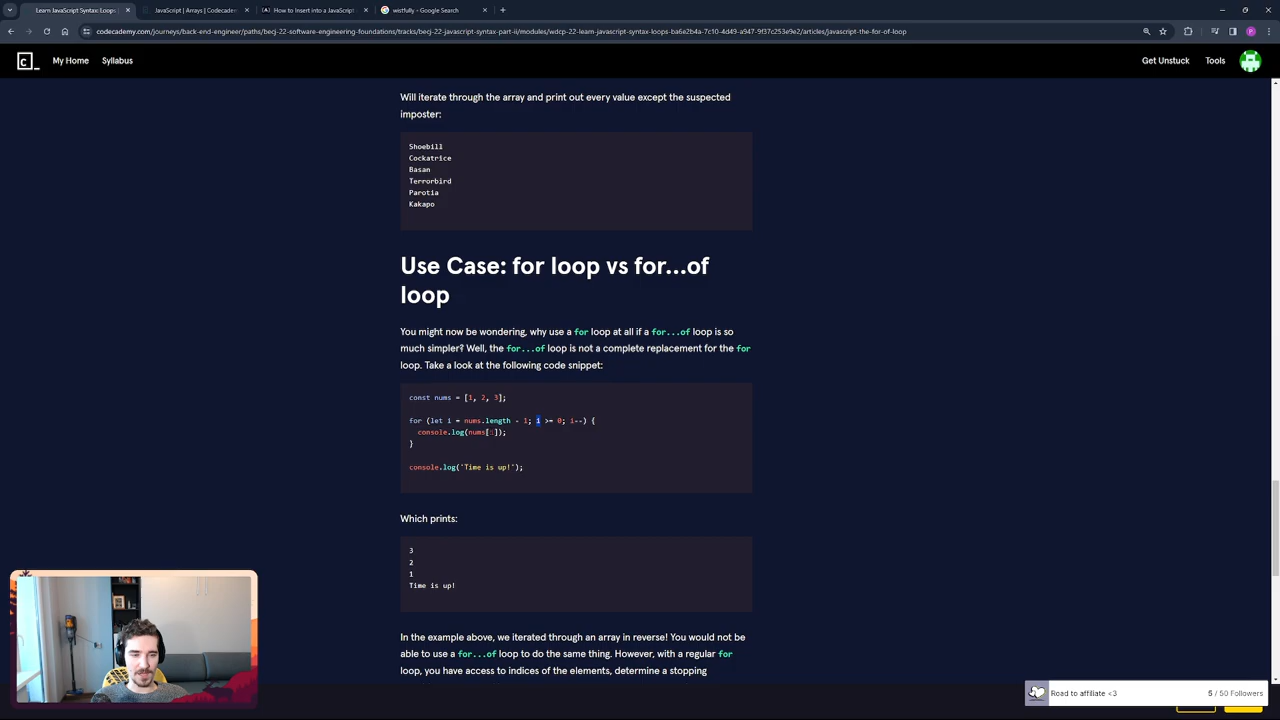 Learn JavaScript Syntax: Loops
JavaScript | Arrays | Codecadem
How to Insert into a JavaScript
wistfully - Google Search
codecademy.com/journeys/back-end-engineer/paths/becj-22-software-engineering-foundations/tracks/becj-22-javascript-syntax-part-ii/modules/wdcp-22-learn-javascript-syntax-loops-ba6e2b4a-7c10-4d49-a947-9f37c253e9e2/articles/javascript-the-for-of-loop
My Home Syllabus Get Unstuck Tools
Will iterate through the array and print out every value except the suspected
imposter:
Shoebill
Cockatrice
Basan
Terrorbird
Parotia
Kakapo
Use Case: for loop vs for...of
loop
You might now be wondering, why use a for loop at all if a for...of loop is so
much simpler? Well, the for...of loop is not a complete replacement for the for
loop. Take a look at the following code snippet:
const nums = [1, 2, 3];
for (let i = nums.length - 1; i >= 0; i--) {
console.log(nums[i]);
}
console.log('Time is up!');
Which prints:
3
2
1
Time is up!
In the example above, we iterated through an array in reverse! You would not be
able to use a for...of loop to do the same thing. However, with a regular for
loop, you have access to indices of the elements, determine a stopping
Road to affiliate <3 5 / 50 Followers